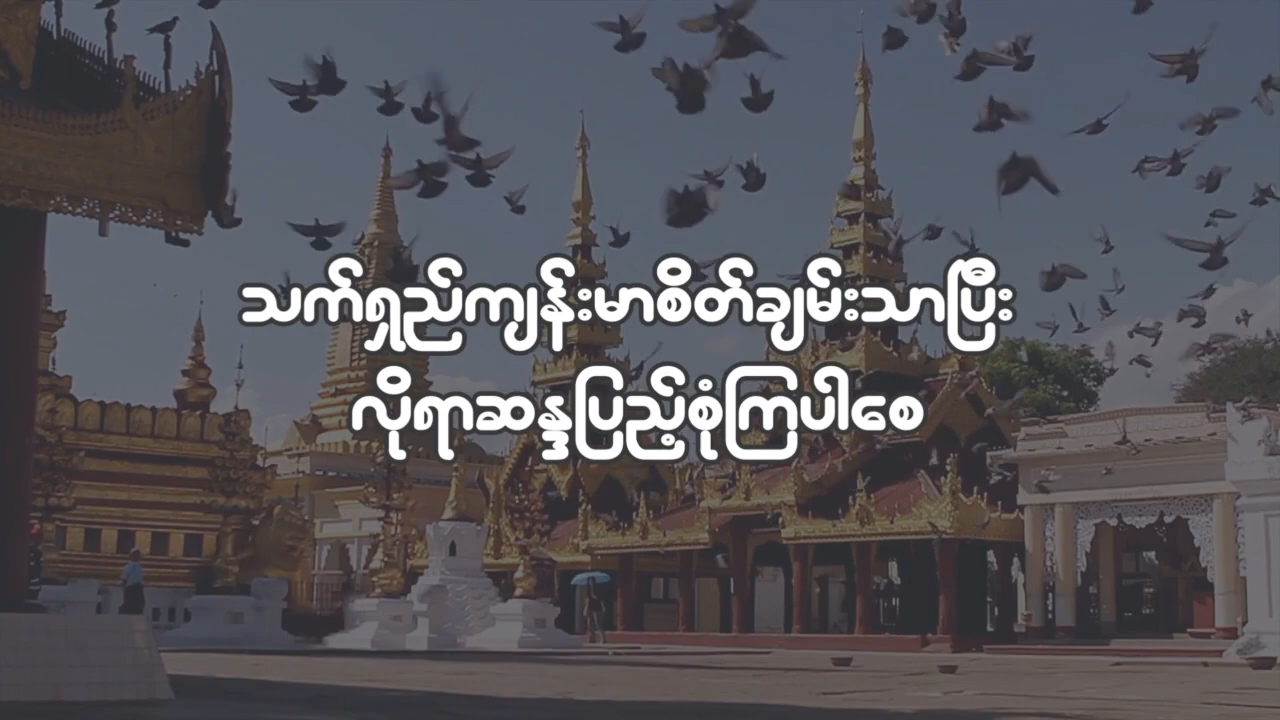 သက်ရှည်ကျန်းမာစိတ်ချမ်းသာပြီး
လိုရာဆန္ဒပြည့်စုံကြပါစေ